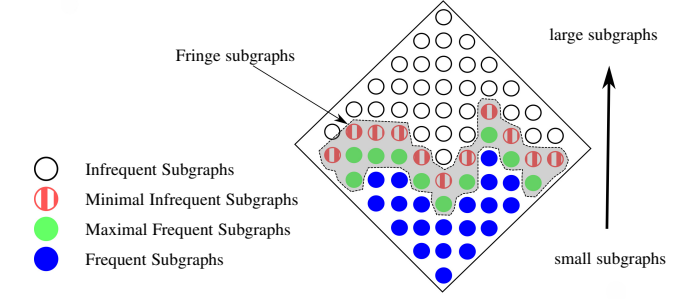 large subgraphs
Fringe subgraphs
Infrequent Subgraphs
Minimal Infrequent Subgraphs
Maximal Frequent Subgraphs
Frequent Subgraphs
small subgraphs